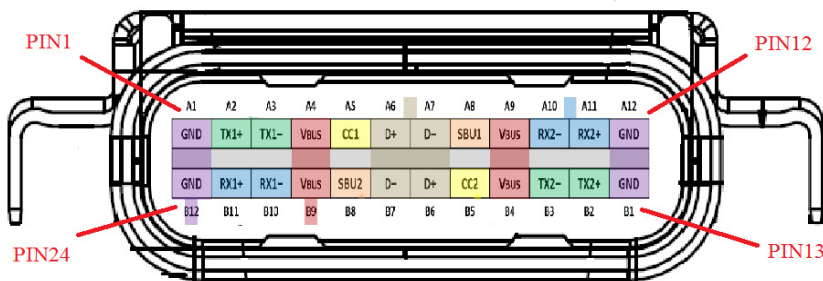 PIN1 PIN12
A1 A2 A3 A4 A5 A6 A7 A8 A9 A10 A11 A12
GND TX1+ TX1− VBUS CC1 D+ D− SBU1 VBUS RX2− RX2+ GND
GND RX1+ RX1− VBUS SBU2 D− D+ CC2 VBUS TX2− TX2+ GND
B12 B11 B10 B9 B8 B7 B6 B5 B4 B3 B2 B1
PIN24 PIN13